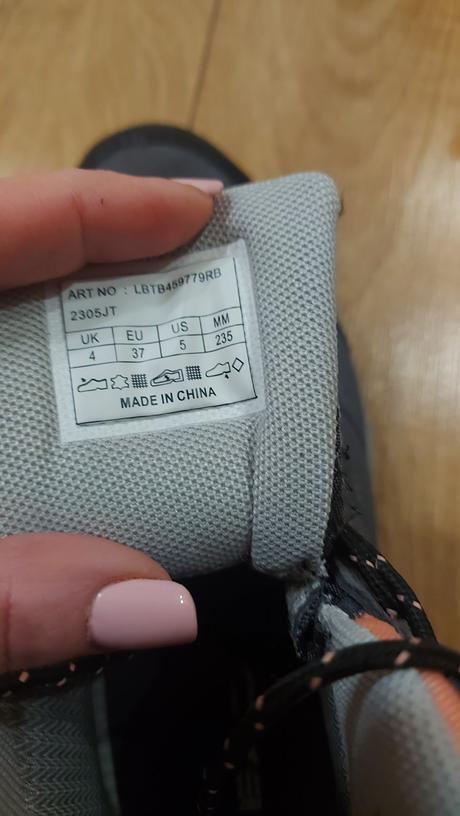 ART NO : LBTB459779RB
2305JT
UK EU US MM
4 37 5 235
MADE IN CHINA